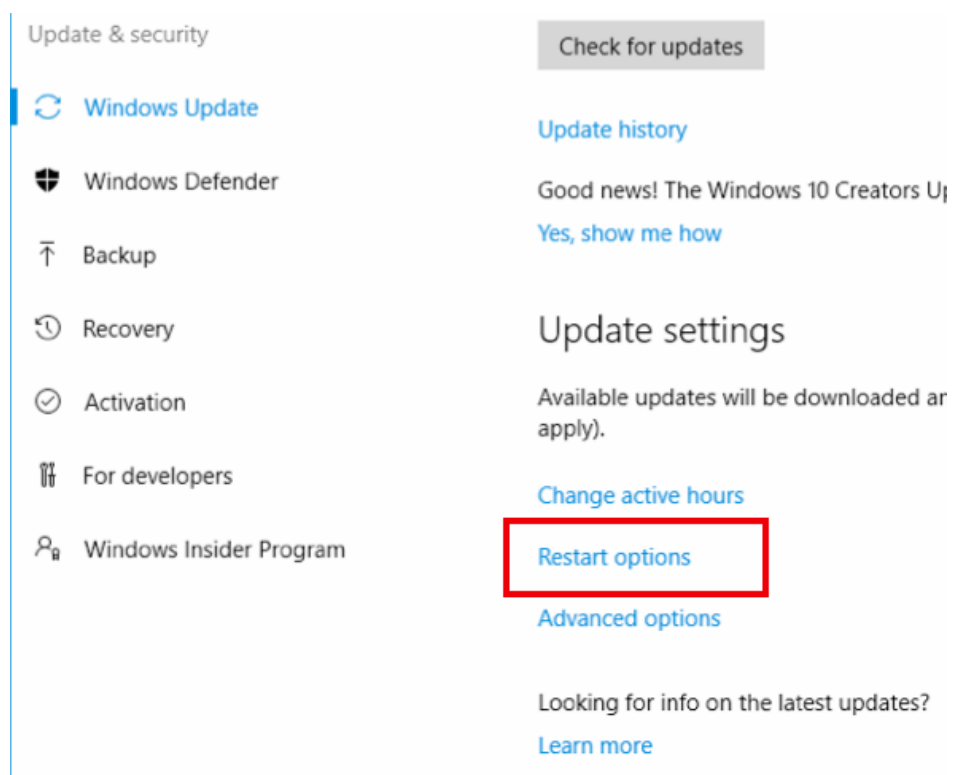 Update & security
Windows Update
Windows Defender
Backup
Recovery
Activation
For developers
Windows Insider Program
Check for updates
Update history
Good news! The Windows 10 Creators
Yes, show me how
Update settings
Available updates will be downloaded
apply).
Change active hours
Restart options
Advanced options
Looking for info on the latest updates?
Learn more